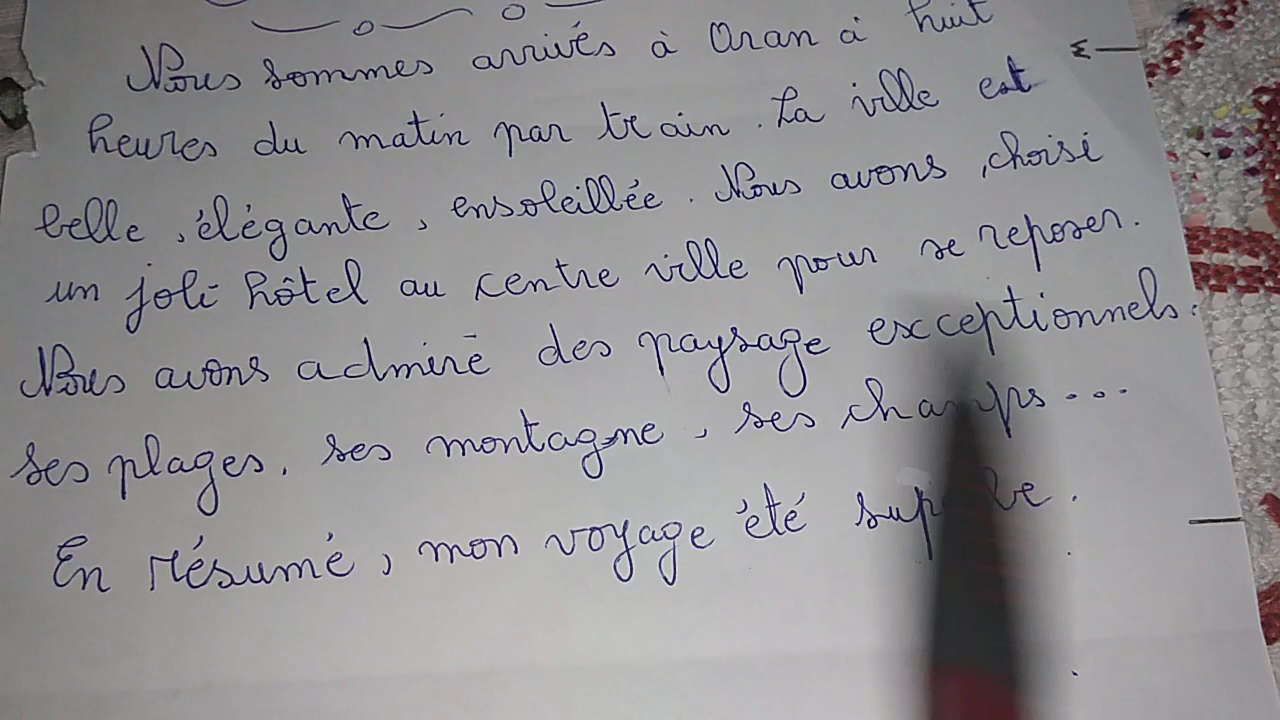 Nous sommes arrivés à Oran à huit
heures du matin par train. La ville est
belle, élégante, ensoleillée. Nous avons choisi
un joli hôtel au centre ville pour se reposer.
Nous avons admiré des paysage exceptionnels.
ses plages, ses montagne, ses champs...
En résumé, mon voyage été